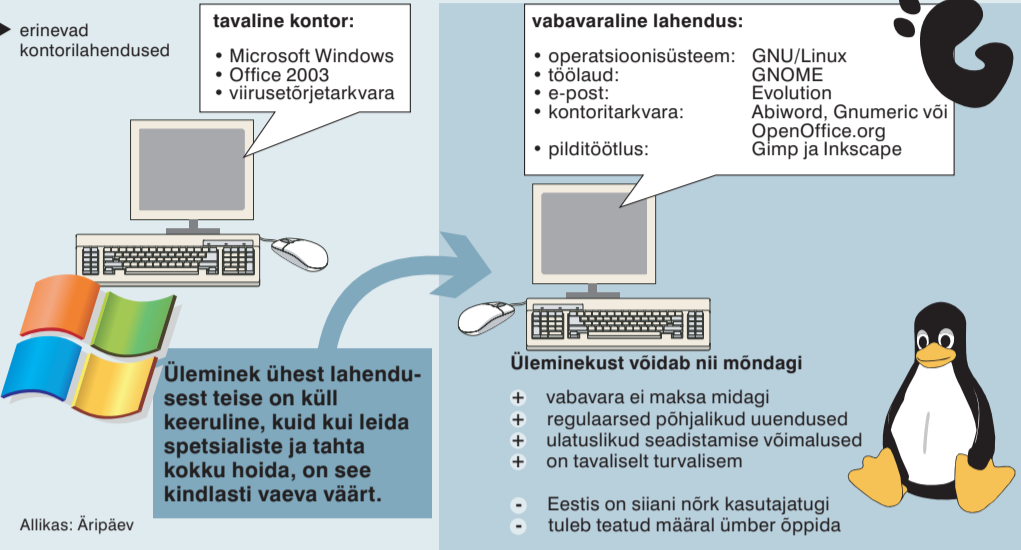 erinevad
kontorilahendused
tavaline kontor:
• Microsoft Windows
• Office 2003
• viirusetõrjetarkvara
vabavaraline lahendus:
• operatsioonisüsteem: GNU/Linux
• töölaud: GNOME
• e-post: Evolution
• kontoritarkvara: Abiword, Gnumeric või
OpenOffice.org
• pilditöötlus: Gimp ja Inkscape
Üleminek ühest lahendu-
sest teise on küll
keeruline, kuid kui leida
spetsialiste ja tahta
kokku hoida, on see
kindlasti vaeva väärt.
Üleminekust võidab nii mõndagi
+ vabavara ei maksa midagi
+ regulaarsed põhjalikud uuendused
+ ulatuslikud seadistamise võimalused
+ on tavaliselt turvalisem
- Eestis on siiani nõrk kasutajatugi
- tuleb teatud määral ümber õppida
Allikas: Äripäev